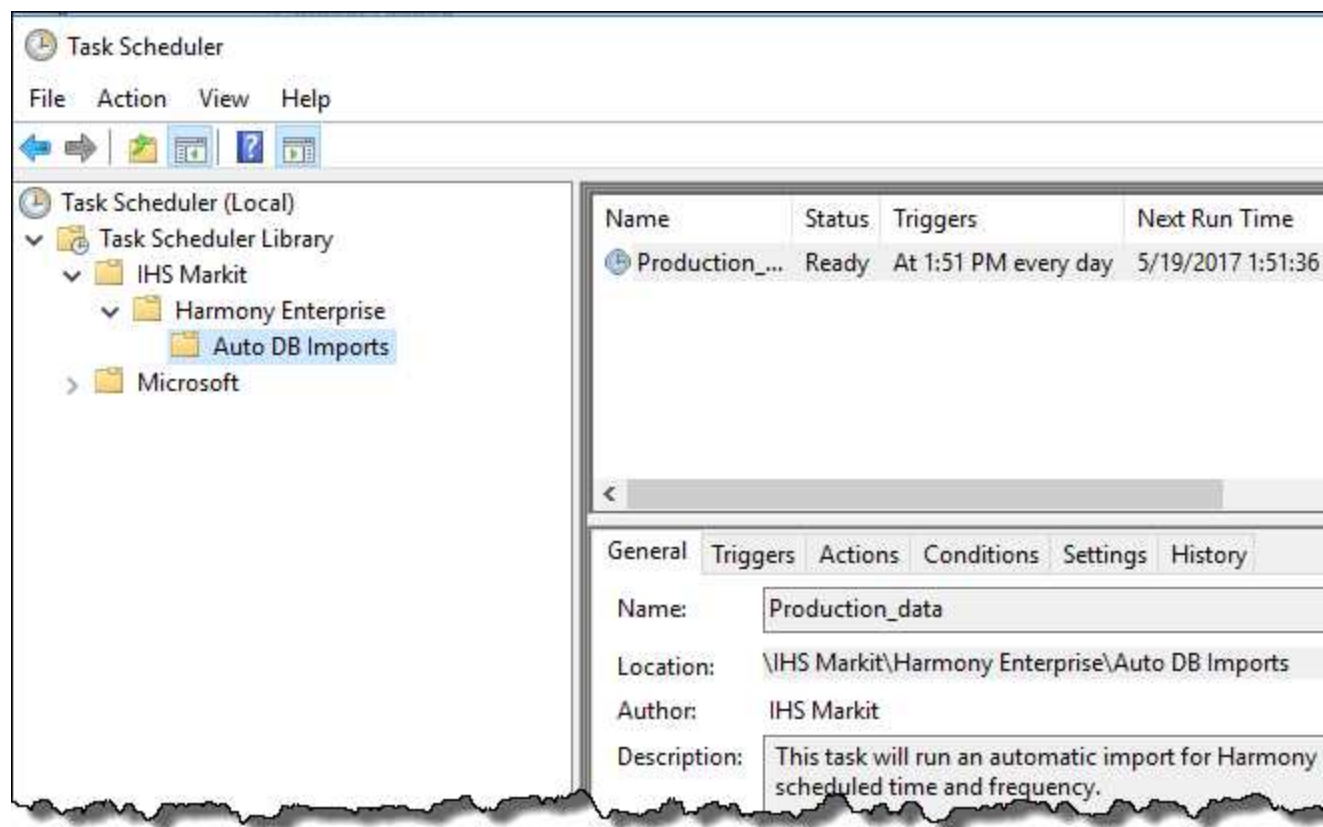 Task Scheduler
File Action View Help
Task Scheduler (Local)
Task Scheduler Library
IHS Markit
Harmony Enterprise
Auto DB Imports
Microsoft
Name Status Triggers Next Run Time
Production_... Ready At 1:51 PM every day 5/19/2017 1:51:36
General Triggers Actions Conditions Settings History
Name: Production_data
Location: \IHS Markit\Harmony Enterprise\Auto DB Imports
Author: IHS Markit
Description: This task will run an automatic import for Harmony
scheduled time and frequency.